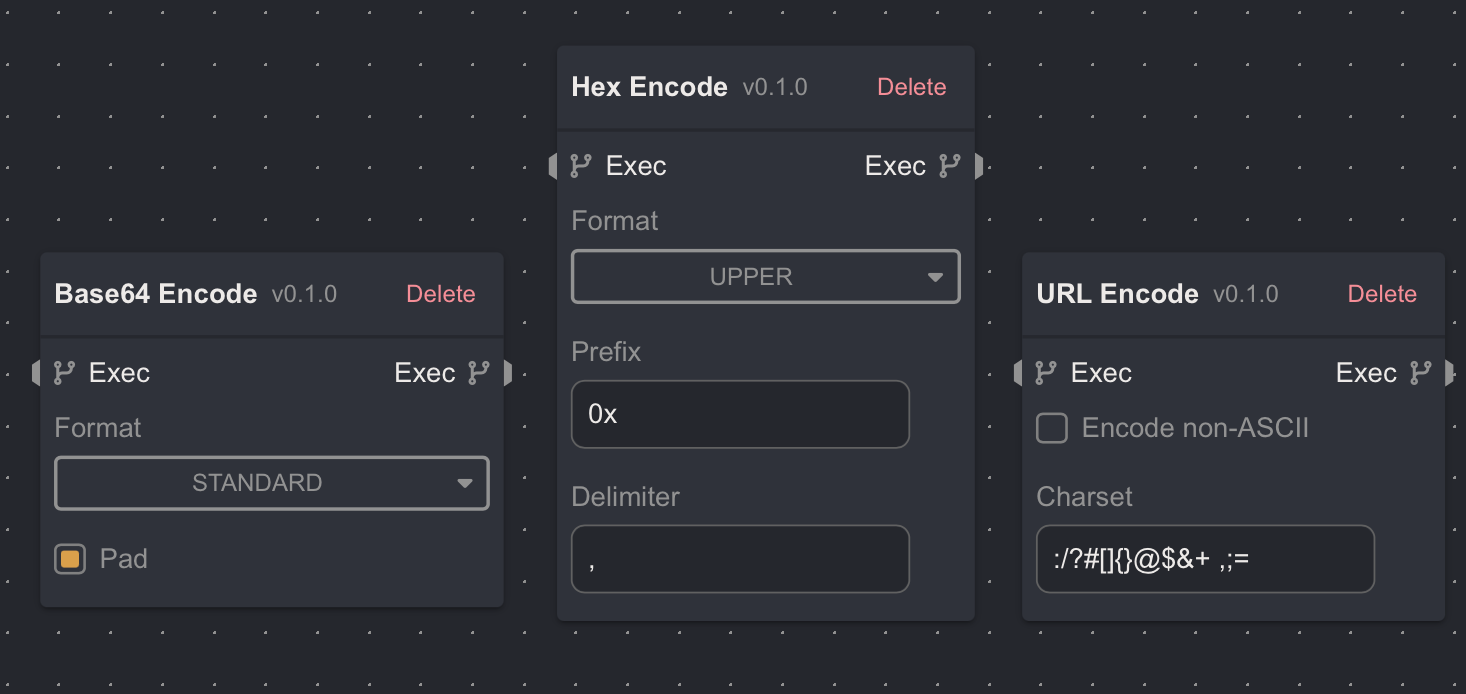 Base64 Encode v0.1.0 Delete
Exec Exec
Format
STANDARD
Pad
Hex Encode v0.1.0 Delete
Exec Exec
Format
UPPER
Prefix
0x
Delimiter
,
URL Encode v0.1.0 Delete
Exec Exec
Encode non-ASCII
Charset
:/?#[]{}@$&+ ,;=